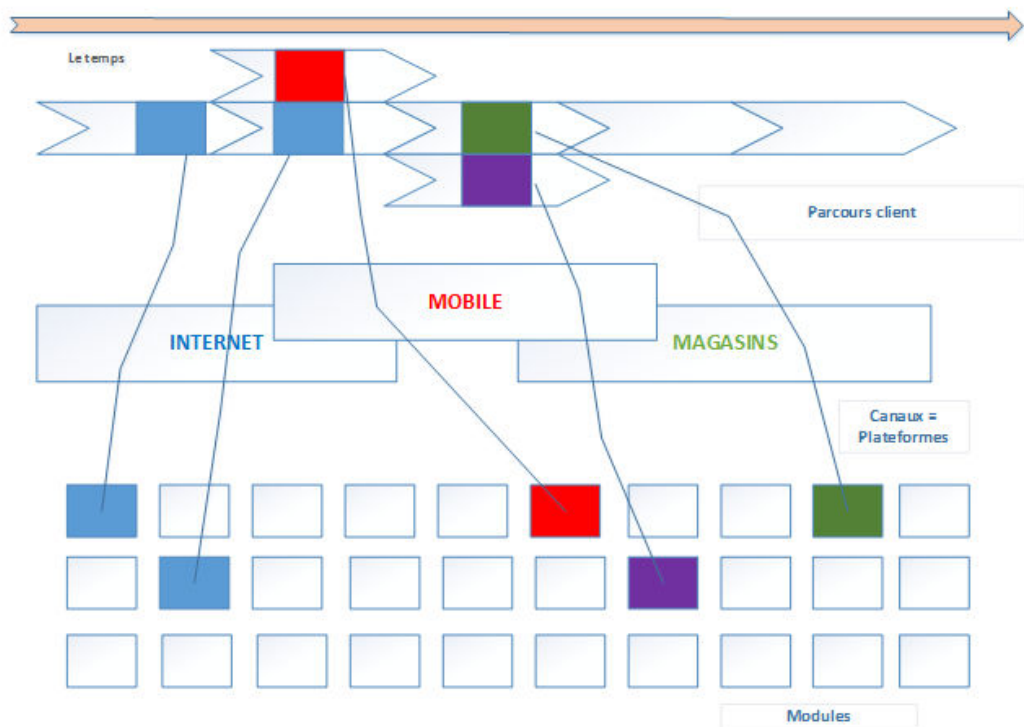 Le temps
Parcours client
MOBILE
INTERNET
MAGASINS
Canaux =
Plateformes
Modules